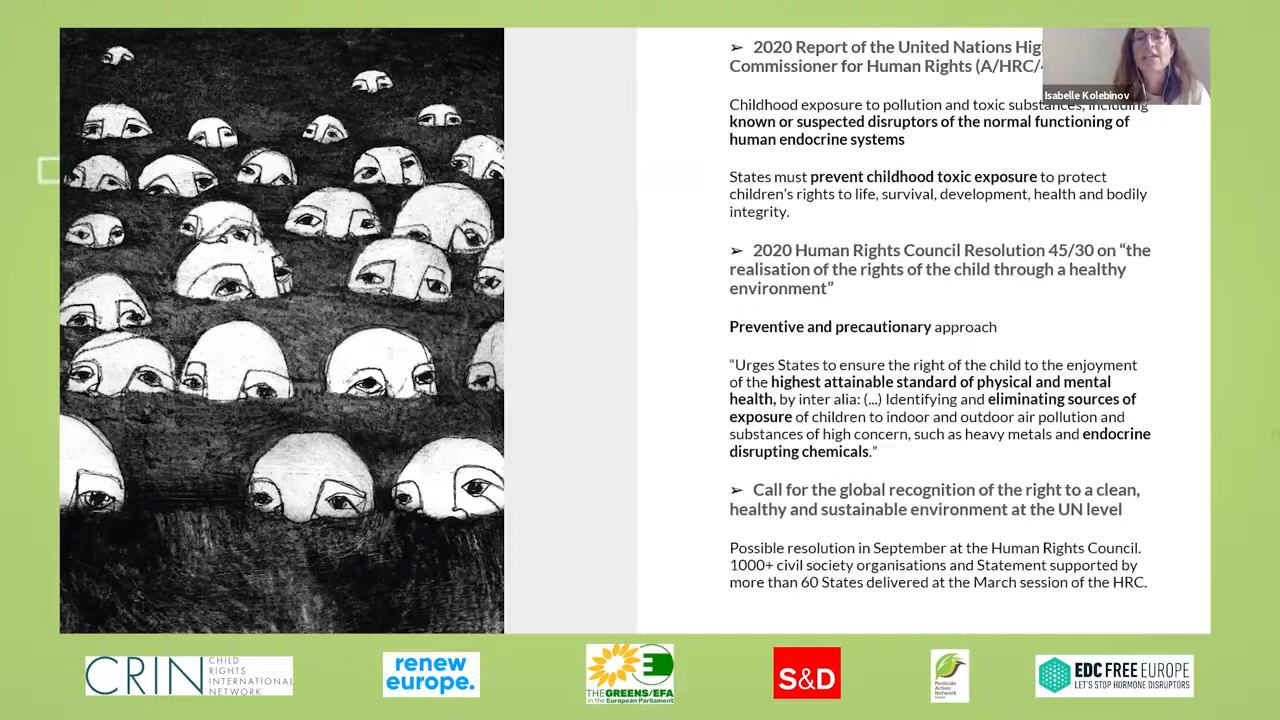 ➢ 2020 Report of the United Nations Hig
Commissioner for Human Rights (A/HRC/
Isabelle Kolebinov
Childhood exposure to pollution and toxic substances, including
known or suspected disruptors of the normal functioning of
human endocrine systems
States must prevent childhood toxic exposure to protect
children's rights to life, survival, development, health and bodily
integrity.
➢ 2020 Human Rights Council Resolution 45/30 on “the
realisation of the rights of the child through a healthy
environment”
Preventive and precautionary approach
“Urges States to ensure the right of the child to the enjoyment
of the highest attainable standard of physical and mental
health, by inter alia: (...) Identifying and eliminating sources of
exposure of children to indoor and outdoor air pollution and
substances of high concern, such as heavy metals and endocrine
disrupting chemicals.”
➢ Call for the global recognition of the right to a clean,
healthy and sustainable environment at the UN level
Possible resolution in September at the Human Rights Council.
1000+ civil society organisations and Statement supported by
more than 60 States delivered at the March session of the HRC.
CRIN
CHILD
RIGHTS
INTERNATIONAL
NETWORK
renew
europe.
THE GREENS/EFA
in the European Parliament
S&D
Pesticide
Action
Network
EDC FREE EUROPE
LET'S STOP HORMONE DISRUPTORS